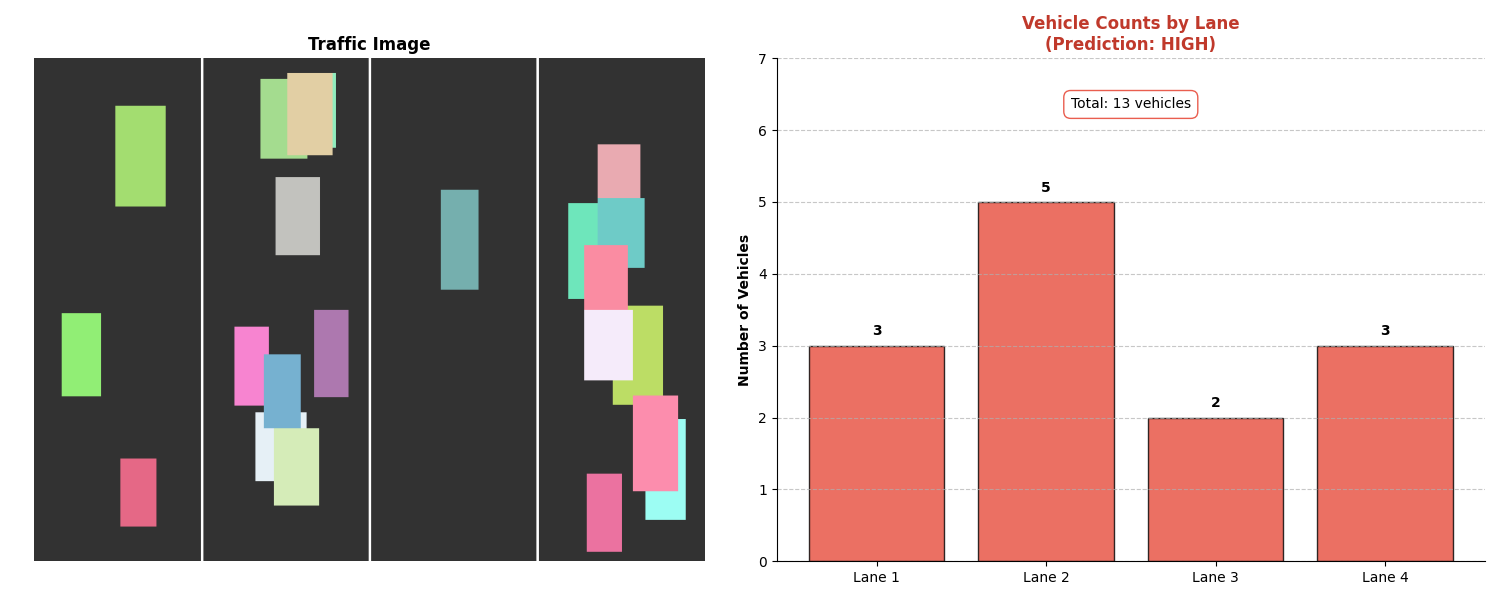 Traffic Image
Vehicle Counts by Lane
(Prediction: HIGH)
Total: 13 vehicles
Number of Vehicles
7
6
5
4
3
2
1
0
3
5
2
3
Lane 1
Lane 2
Lane 3
Lane 4